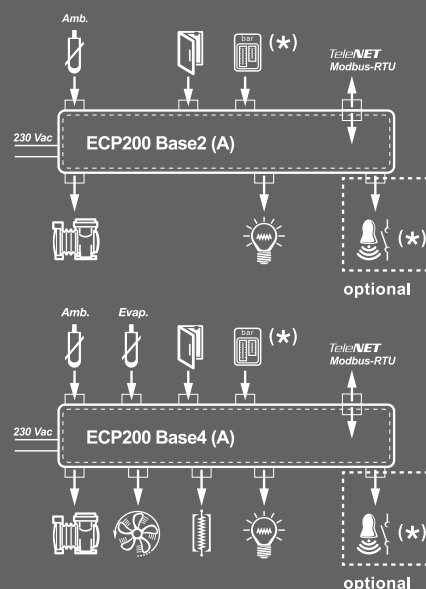 Amb.
bar
(*)
TeleNET
Modbus-RTU
230 Vac
ECP200 Base2 (A)
(*)
optional
Amb.
Evap.
bar
(*)
TeleNET
Modbus-RTU
230 Vac
ECP200 Base4 (A)
(*)
optional